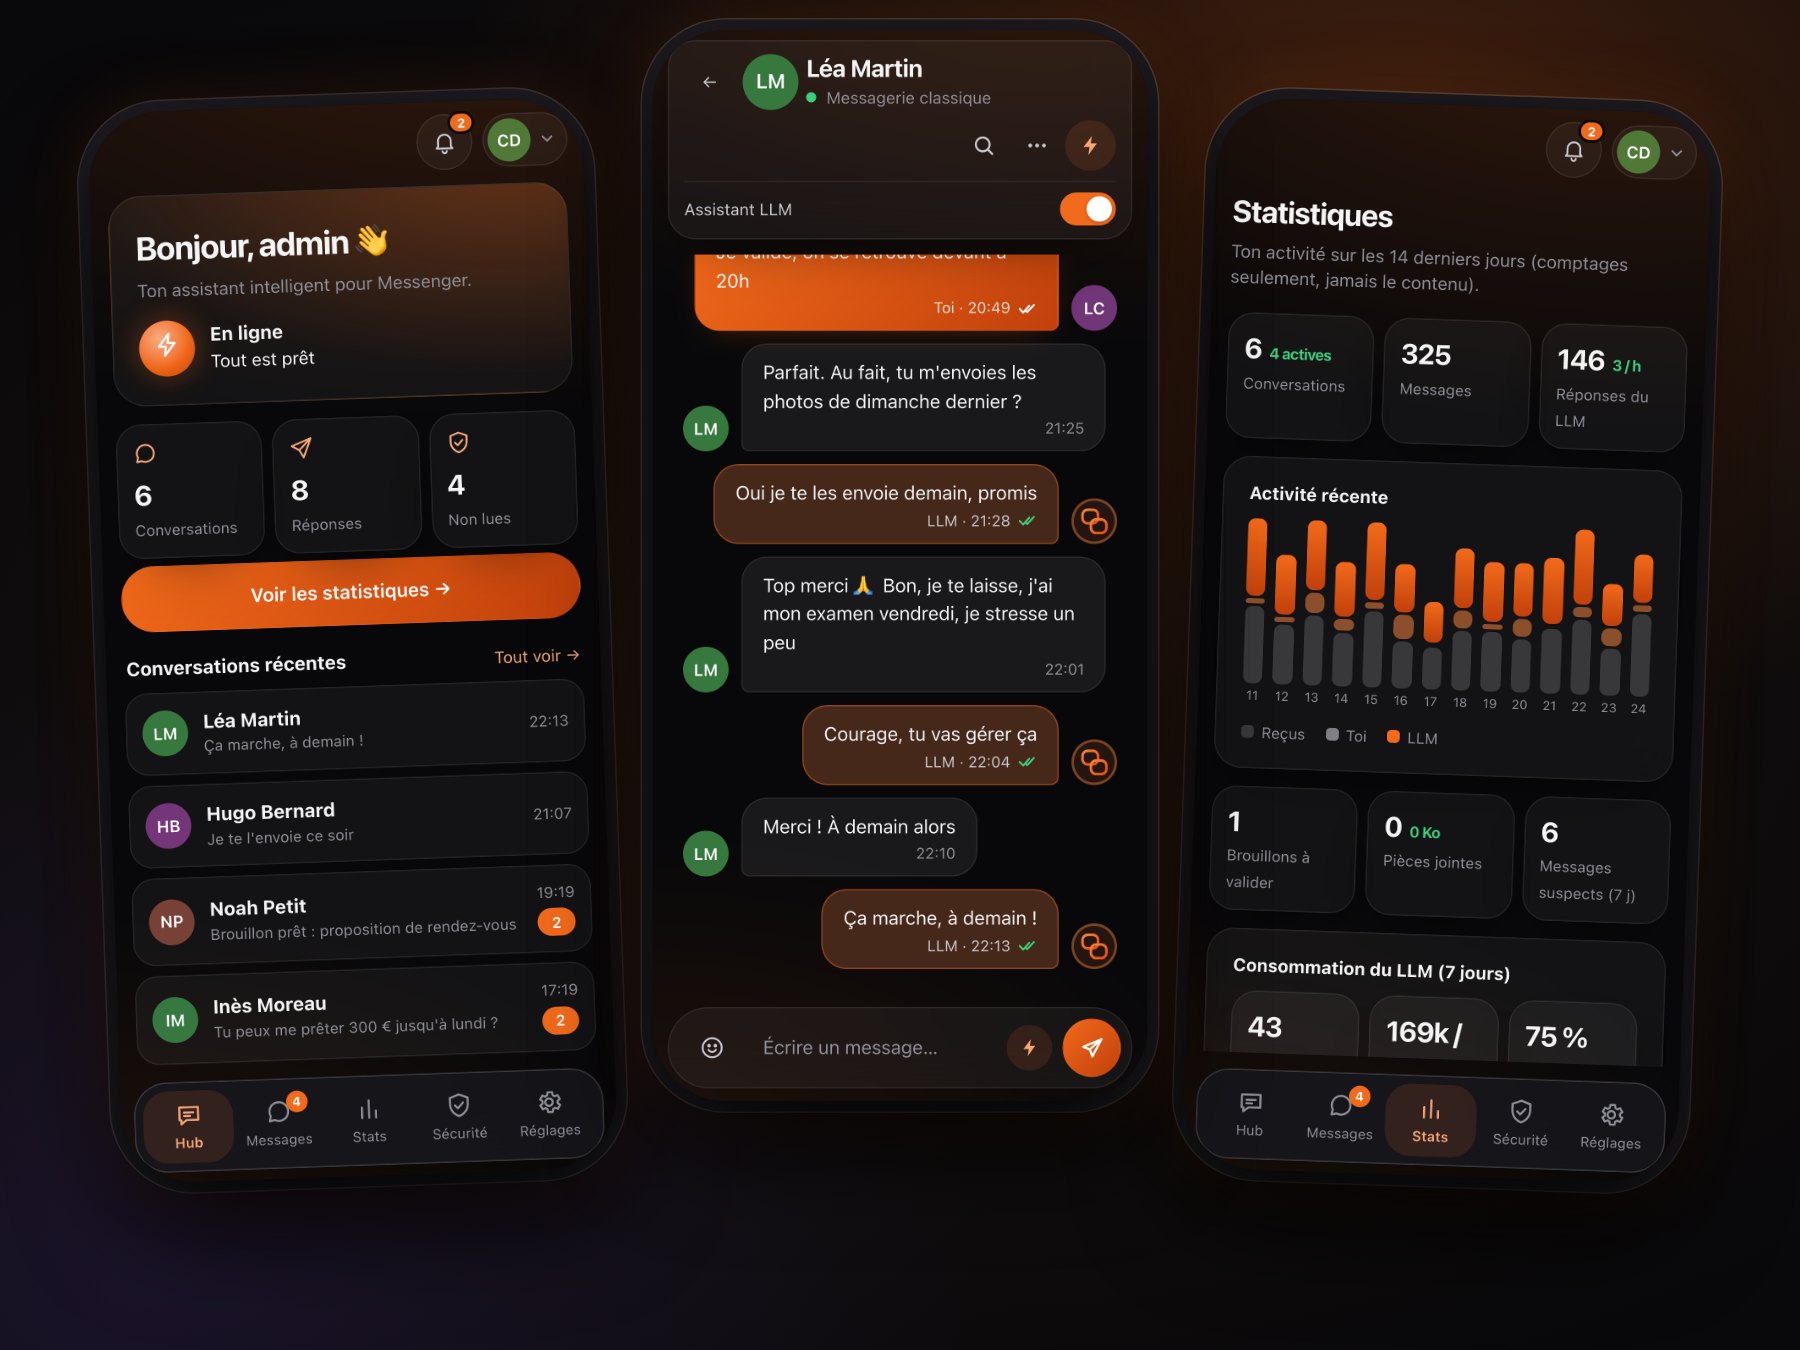 2
CD
Bonjour, admin 👋
Ton assistant intelligent pour Messenger.
En ligne
Tout est prêt
6
Conversations
8
Réponses
4
Non lues
Voir les statistiques →
Conversations récentes
Tout voir →
LM
Léa Martin
22:13
Ça marche, à demain !
HB
Hugo Bernard
21:07
Je te l'envoie ce soir
NP
Noah Petit
19:19
Brouillon prêt : proposition de rendez-vous
2
IM
Inès Moreau
17:19
Tu peux me prêter 300 € jusqu'à lundi ?
2
Hub
4
Messages
Stats
Sécurité
Réglages
←
LM
Léa Martin
Messagerie classique
Assistant LLM
Je valide, on se retrouve devant à
20h
Toi · 20:49
LC
Parfait. Au fait, tu m'envoies les
photos de dimanche dernier ?
21:25
LM
Oui je te les envoie demain, promis
LLM · 21:28
Top merci 🙏 Bon, je te laisse, j'ai
mon examen vendredi, je stresse un
peu
22:01
LM
Courage, tu vas gérer ça
LLM · 22:04
Merci ! À demain alors
22:10
LM
Ça marche, à demain !
LLM · 22:13
Écrire un message...
2
CD
Statistiques
Ton activité sur les 14 derniers jours (comptages
seulement, jamais le contenu).
6 4 actives
Conversations
325
Messages
146 3 / h
Réponses du
LLM
Activité récente
11 12 13 14 15 16 17 18 19 20 21 22 23 24
Reçus Toi LLM
1
Brouillons à
valider
0 0 Ko
Pièces jointes
6
Messages
suspects (7 j)
Consommation du LLM (7 jours)
43
169k /
75 %
Hub
4
Messages
Stats
Sécurité
Réglages